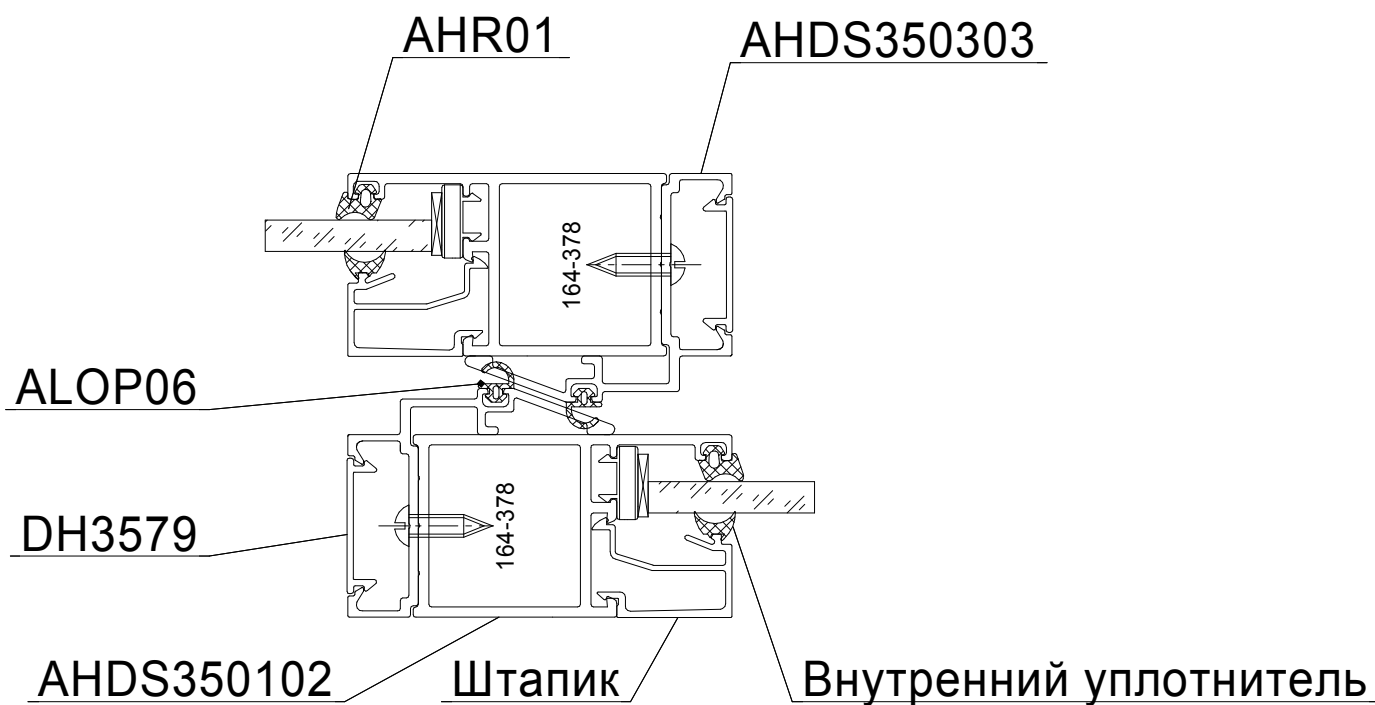 AHR01
AHDS350303
164-378
ALOP06
164-378
DH3579
AHDS350102
Штапик
Внутренний уплотнитель